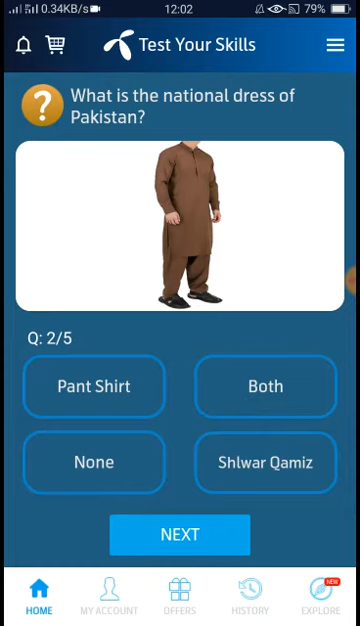 0.34KB/s
12:02
79%
Test Your Skills
?
What is the national dress of
Pakistan?
Q: 2/5
Pant Shirt
Both
None
Shlwar Qamiz
NEXT
NEW
HOME
MY ACCOUNT
OFFERS
HISTORY
EXPLORE